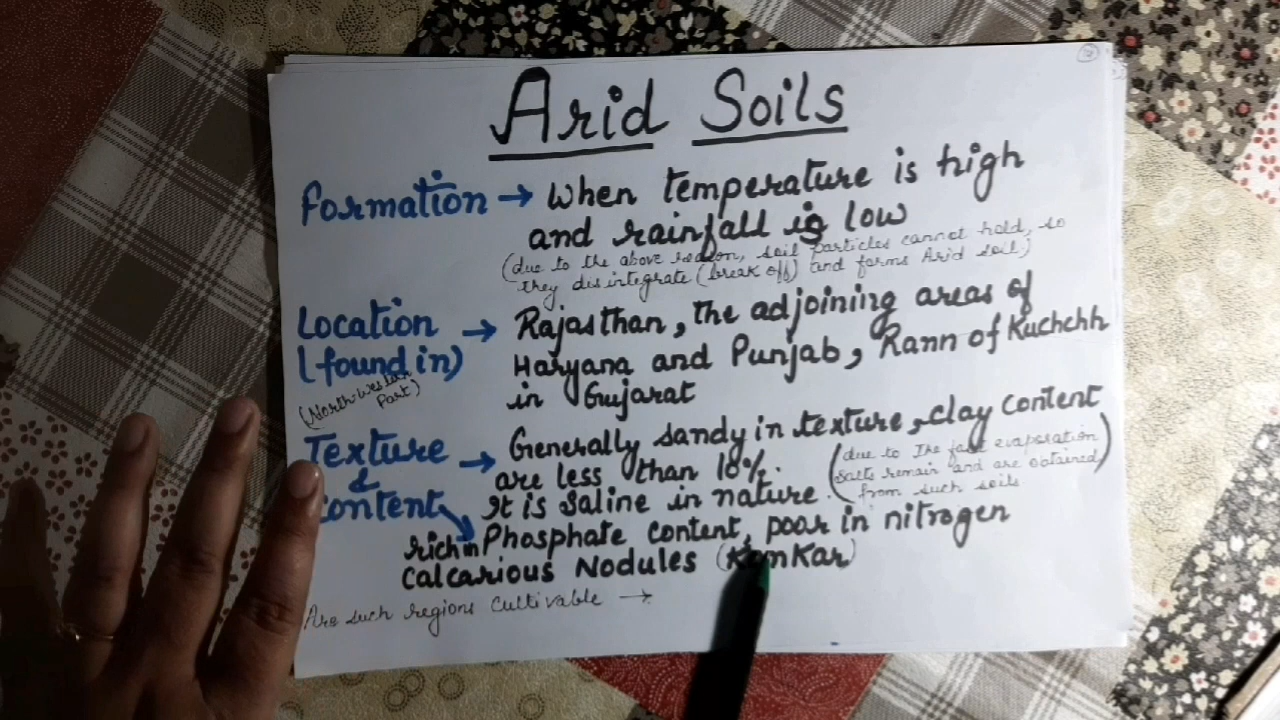 Arid Soils
Formation → When temperature is high
and rainfall is low
(due to the above reason, soil particles cannot hold, so
they disintegrate (break off) and forms Arid soil.)
Location → Rajasthan, the adjoining areas of
(found in) Haryana and Punjab, Rann of Kuchchh
(North-Western Part) in Gujarat
Texture → Generally sandy in texture, clay content
& are less than 10%. (due to the fast evaporation
Content It is saline in nature. salts remain and are obtained
from such soils)
rich in Phosphate content, poor in nitrogen
Calcarious Nodules (Kamkar)
Are such regions cultivable →